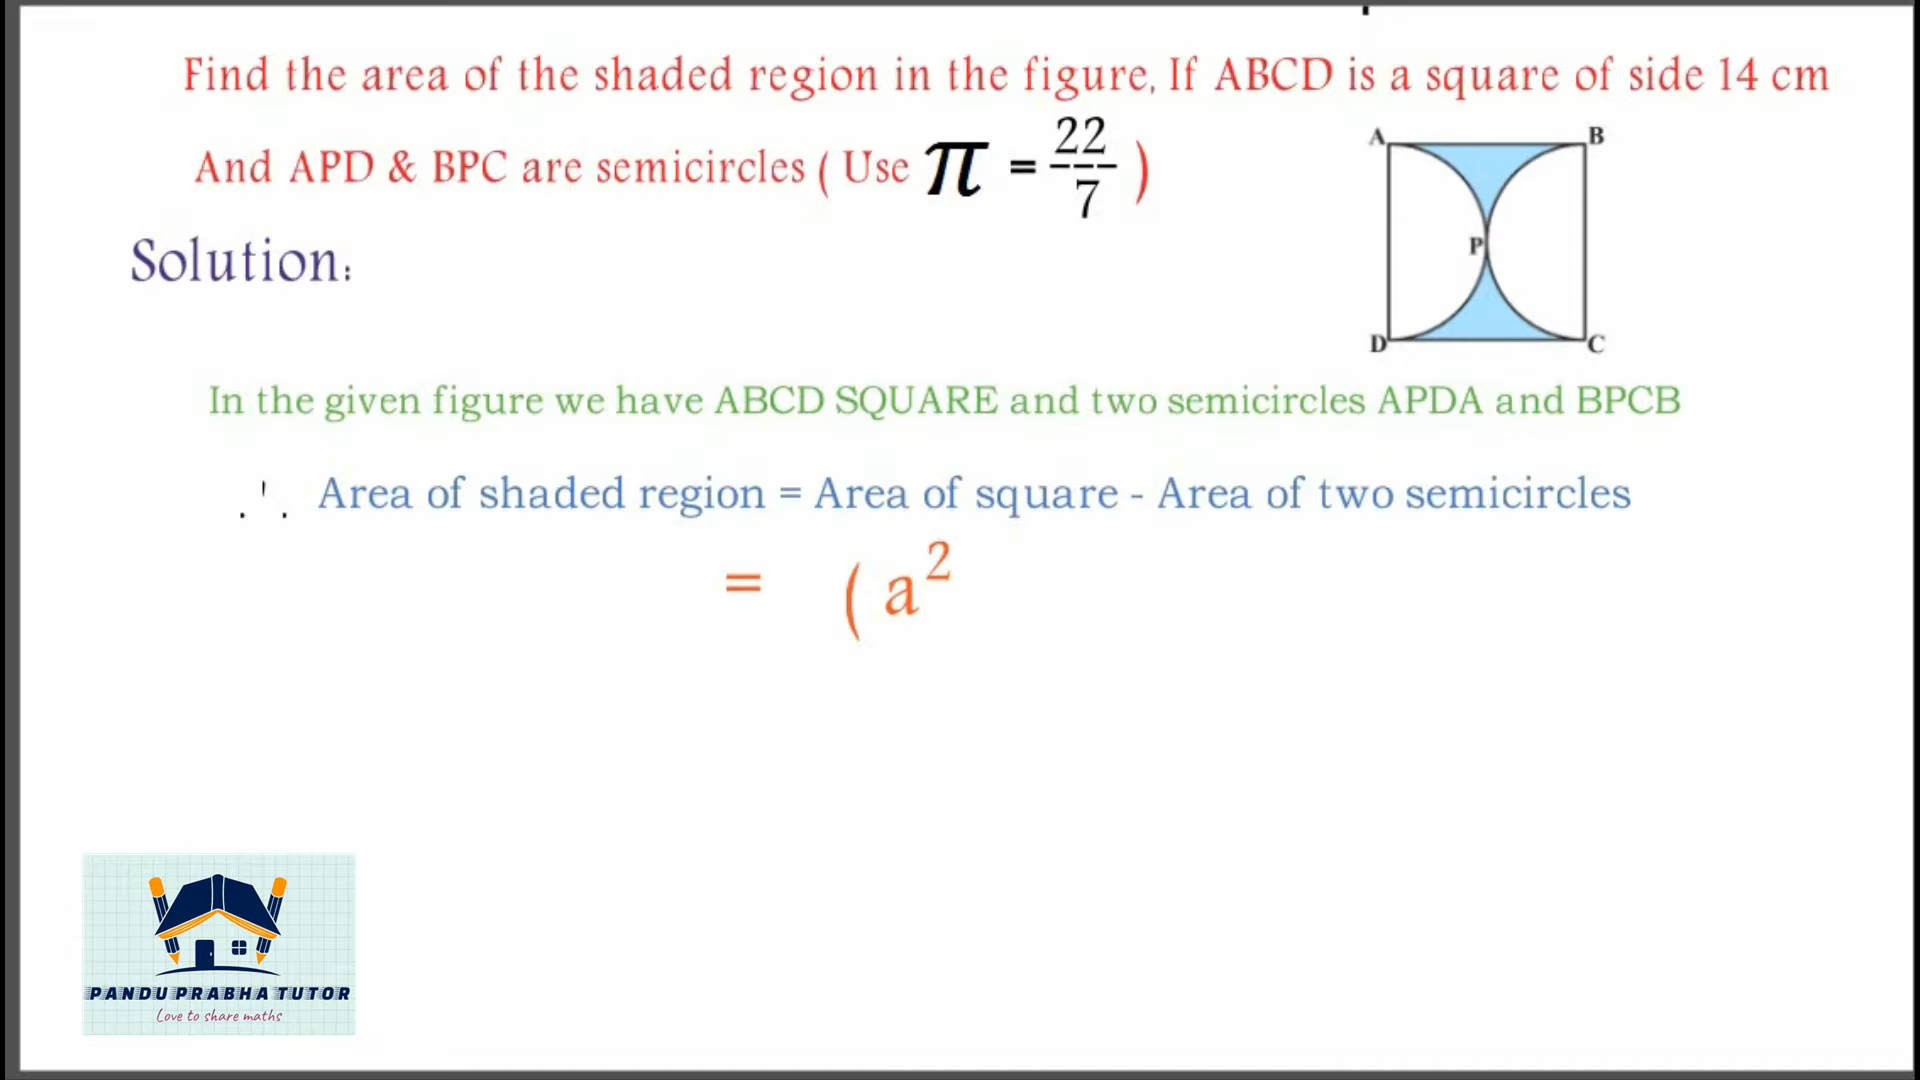 Find the area of the shaded region in the figure, If ABCD is a square of side 14 cm
And APD & BPC are semicircles ( Use π = 22/7 )
A B
P
D C
Solution:
In the given figure we have ABCD SQUARE and two semicircles APDA and BPCB
∴ Area of shaded region = Area of square - Area of two semicircles
= ( a²
PANDU PRABHA TUTOR
Love to share maths